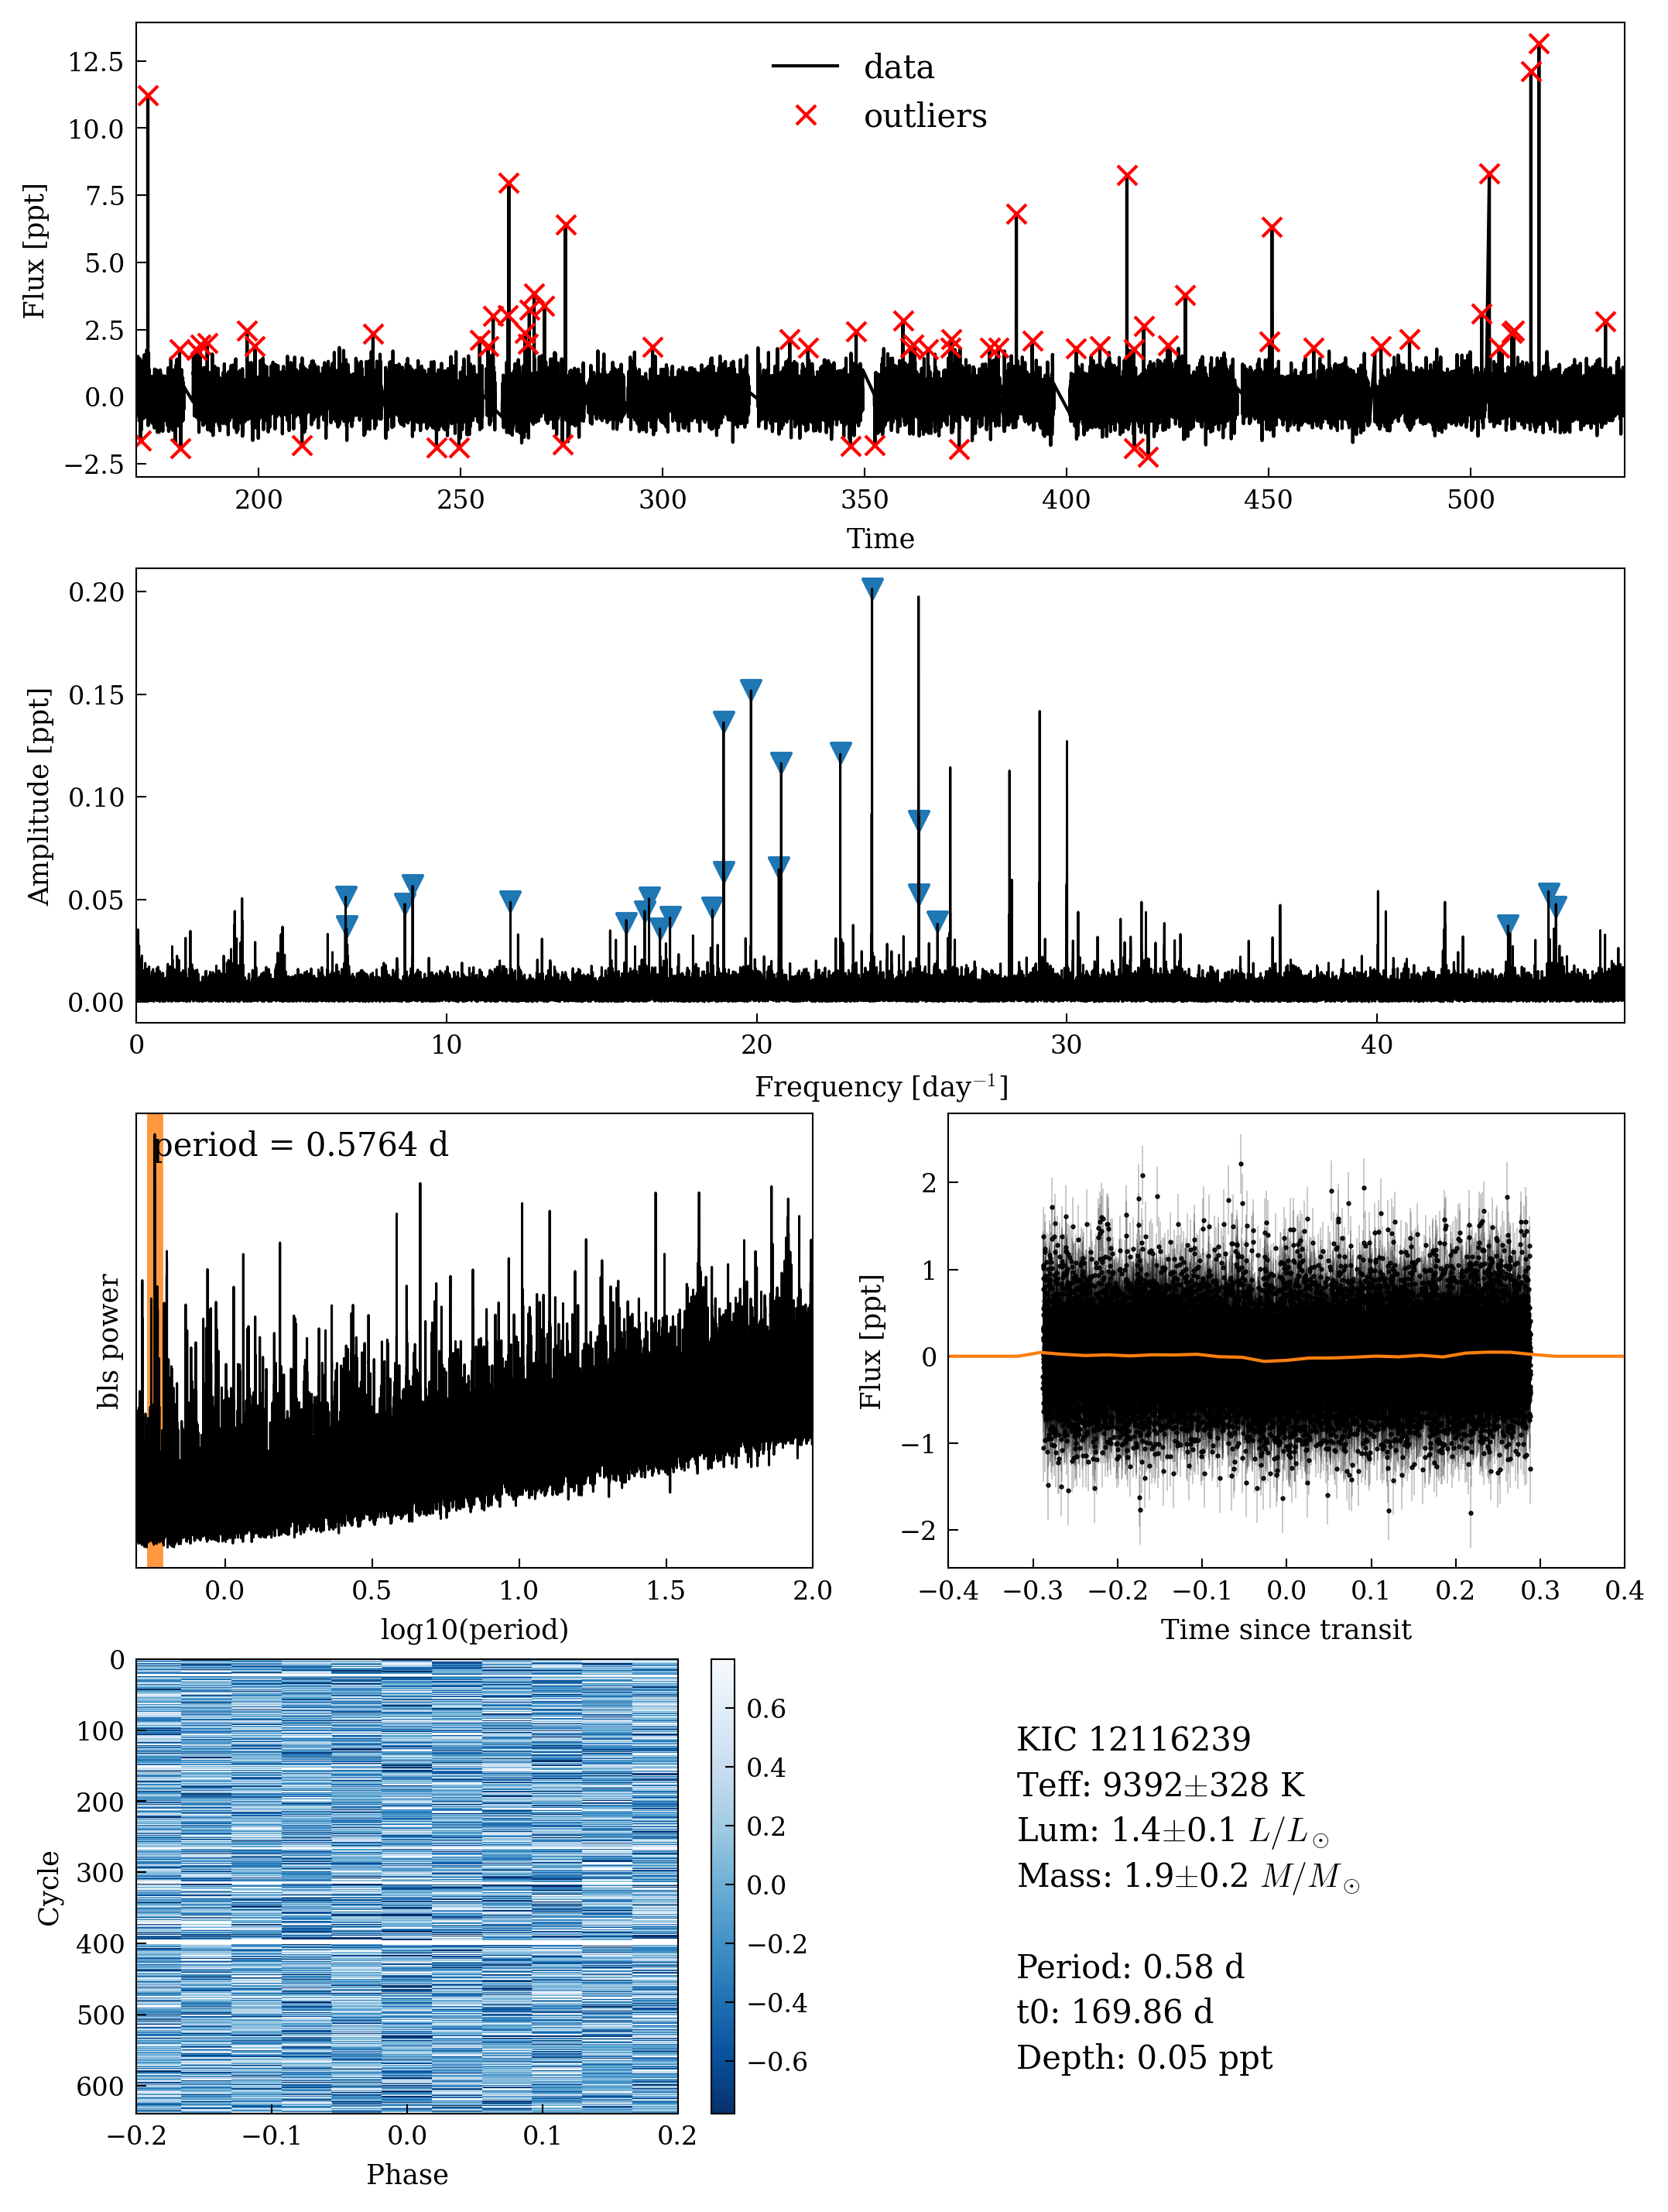 12.5
10.0
7.5
5.0
2.5
0.0
−2.5
Flux [ppt]
data
outliers
200 250 300 350 400 450 500
Time
0.20
0.15
0.10
0.05
0.00
Amplitude [ppt]
0 10 20 30 40
Frequency [day⁻¹]
period = 0.5764 d
bls power
0.0 0.5 1.0 1.5 2.0
log10(period)
2
1
0
−1
−2
Flux [ppt]
−0.4 −0.3 −0.2 −0.1 0.0 0.1 0.2 0.3 0.4
Time since transit
0
100
200
300
400
500
600
Cycle
−0.2 −0.1 0.0 0.1 0.2
Phase
0.6
0.4
0.2
0.0
−0.2
−0.4
−0.6
KIC 12116239
Teff: 9392±328 K
Lum: 1.4±0.1 L/L☉
Mass: 1.9±0.2 M/M☉
Period: 0.58 d
t0: 169.86 d
Depth: 0.05 ppt